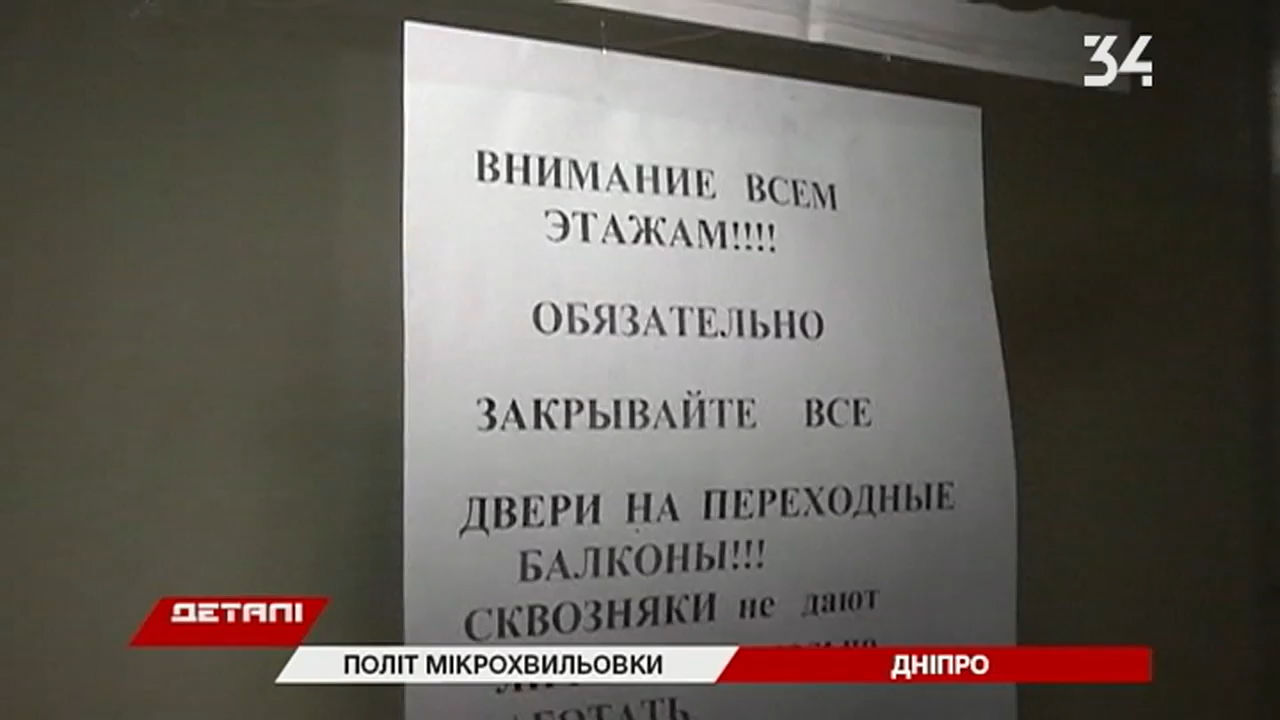 34
ВНИМАНИЕ ВСЕМ
ЭТАЖАМ!!!!
ОБЯЗАТЕЛЬНО
ЗАКРЫВАЙТЕ ВСЕ
ДВЕРИ НА ПЕРЕХОДНЫЕ
БАЛКОНЫ!!!
СКВОЗНЯКИ не дают
ДЕТАЛІ
ПОЛІТ МІКРОХВИЛЬОВКИ
ДНІПРО